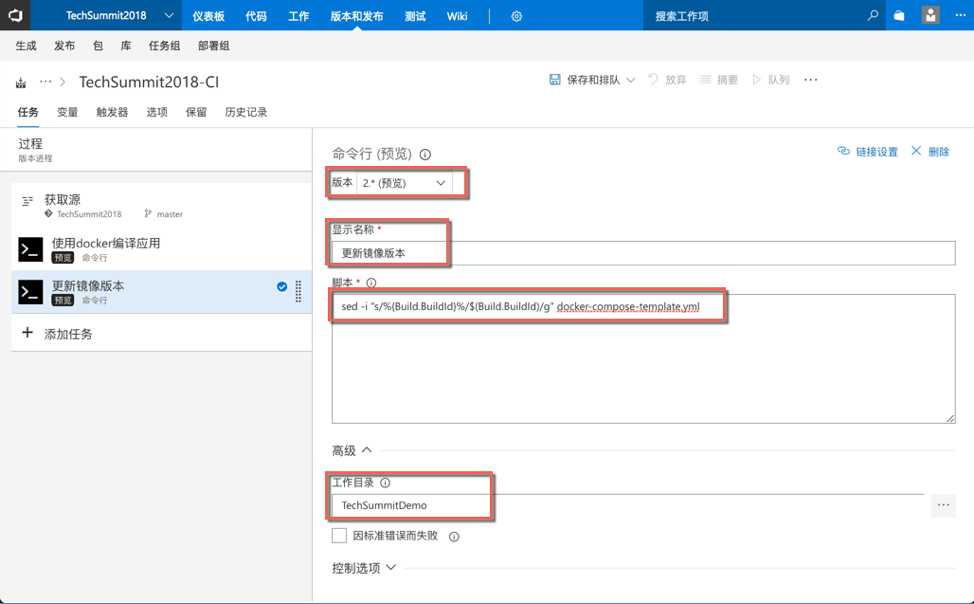 TechSummit2018 仪表板 代码 工作 版本和发布 测试 Wiki 搜索工作项
生成 发布 包 库 任务组 部署组
TechSummit2018-CI 保存和排队 放弃 摘要 队列
任务 变量 触发器 选项 保留 历史记录
过程
版本进程
获取源
TechSummit2018 master
使用docker编译应用
预览 命令行
更新镜像版本
预览 命令行
添加任务
命令行 (预览) 链接设置 删除
版本 2.* (预览)
显示名称 *
更新镜像版本
脚本 *
sed -i "s/%{Build.BuildId}%/$(Build.BuildId)/g" docker-compose-template.yml
高级
工作目录
TechSummitDemo
因标准错误而失败
控制选项